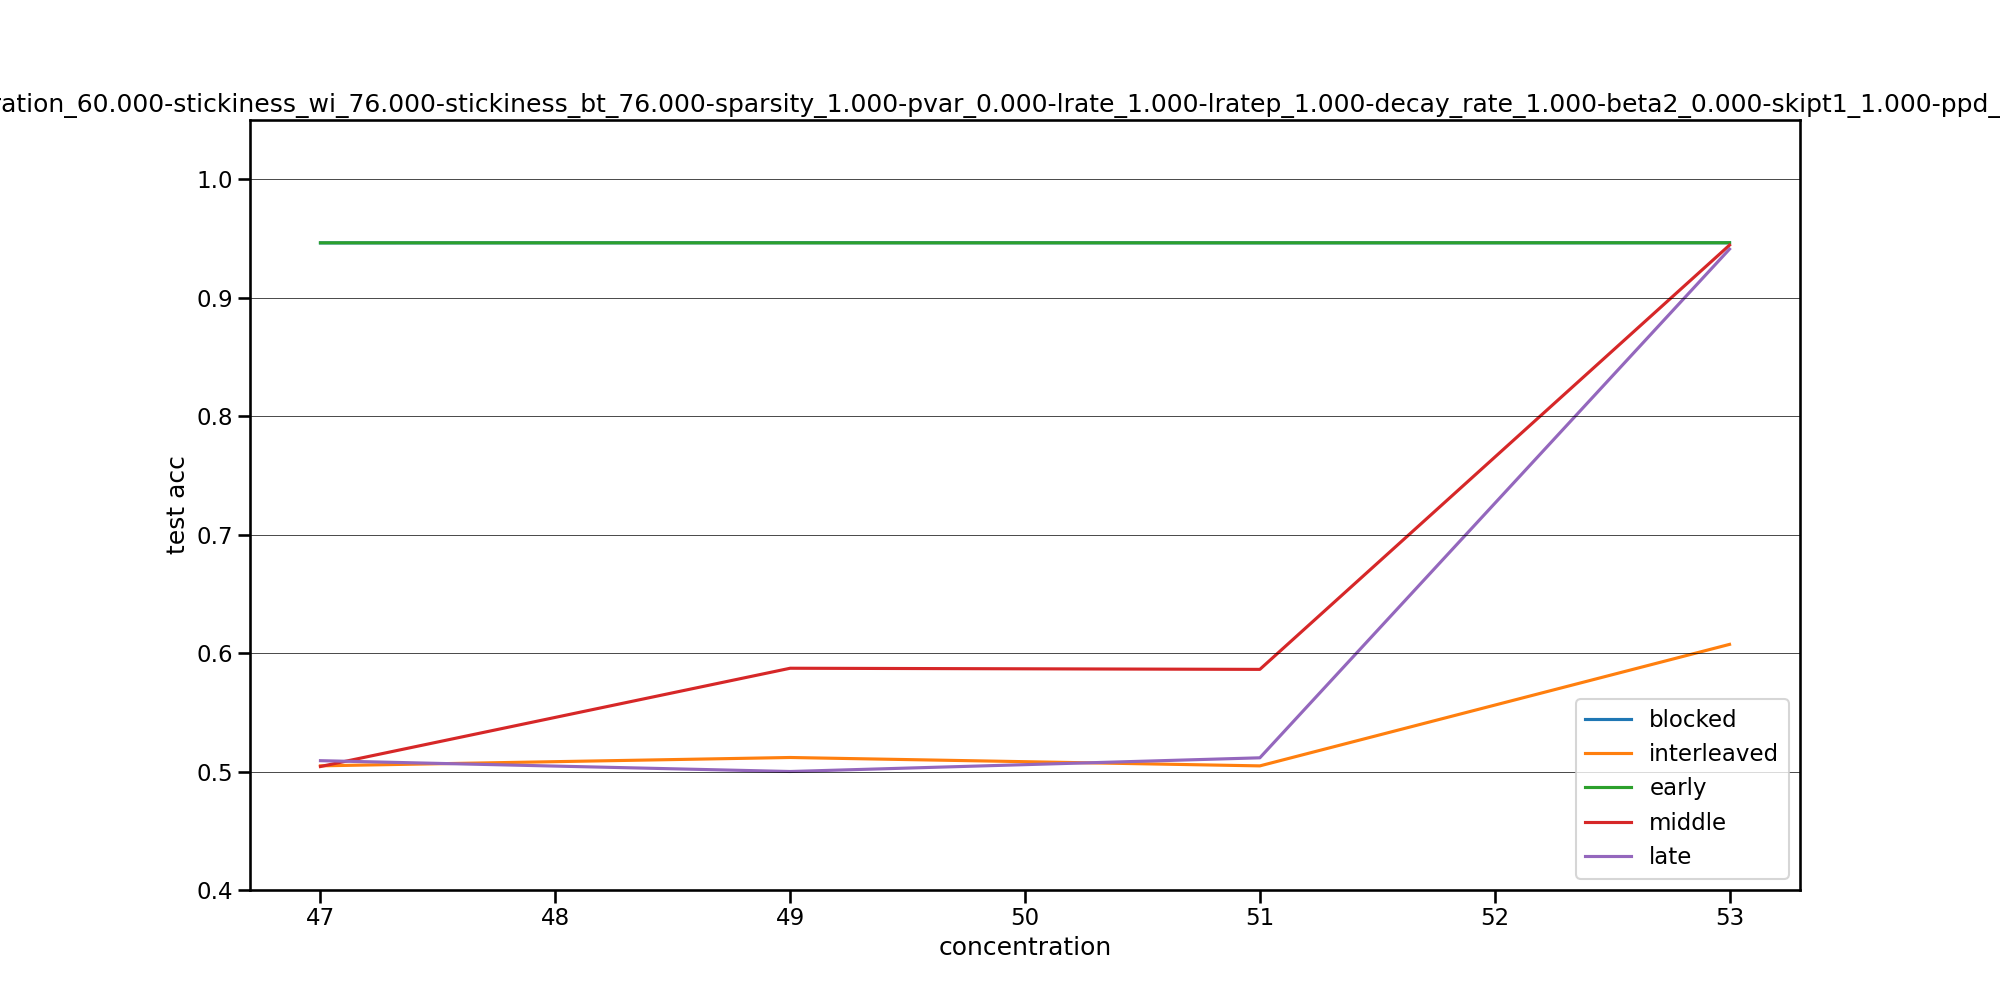 ration_60.000-stickiness_wi_76.000-stickiness_bt_76.000-sparsity_1.000-pvar_0.000-lrate_1.000-lratep_1.000-decay_rate_1.000-beta2_0.000-skipt1_1.000-ppd_
1.0
0.9
0.8
0.7
0.6
0.5
0.4
test acc
47 48 49 50 51 52 53
concentration
blocked
interleaved
early
middle
late